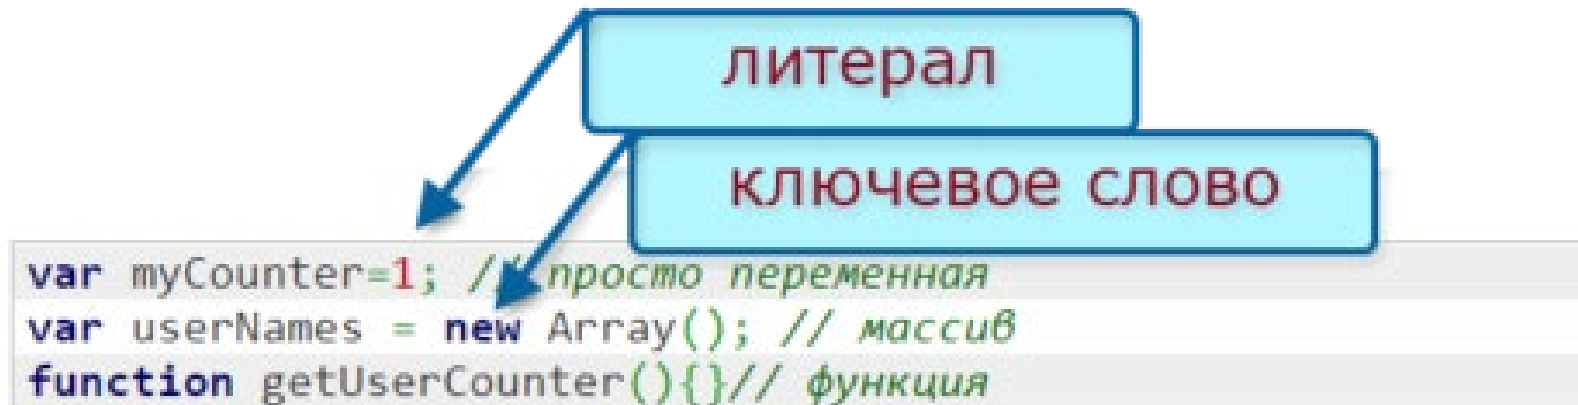 литерал
ключевое слово
var myCounter=1; // просто переменная
var userNames = new Array(); // массив
function getUserCounter(){}// функция